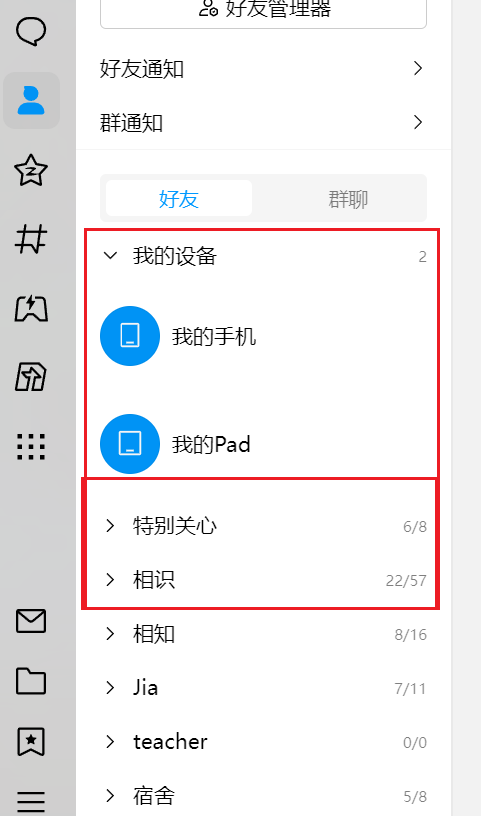 好友管理器
好友通知
群通知
好友 群聊
我的设备 2
我的手机
我的Pad
特别关心 6/8
相识 22/57
相知 8/16
Jia 7/11
teacher 0/0
宿舍 5/8